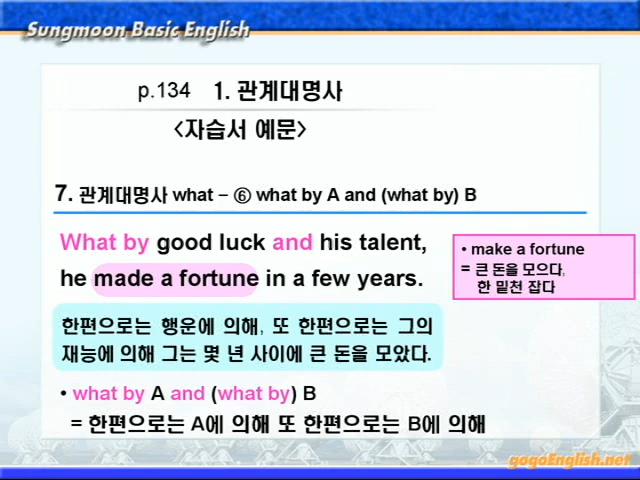 Sungmoon Basic English
p.134 1. 관계대명사
<자습서 예문>
7. 관계대명사 what – ⑥ what by A and (what by) B
What by good luck and his talent,
he made a fortune in a few years.
• make a fortune
= 큰 돈을 모으다,
한 밑천 잡다
한편으로는 행운에 의해, 또 한편으로는 그의
재능에 의해 그는 몇 년 사이에 큰 돈을 모았다.
• what by A and (what by) B
= 한편으로는 A에 의해 또 한편으로는 B에 의해
gogoEnglish.net